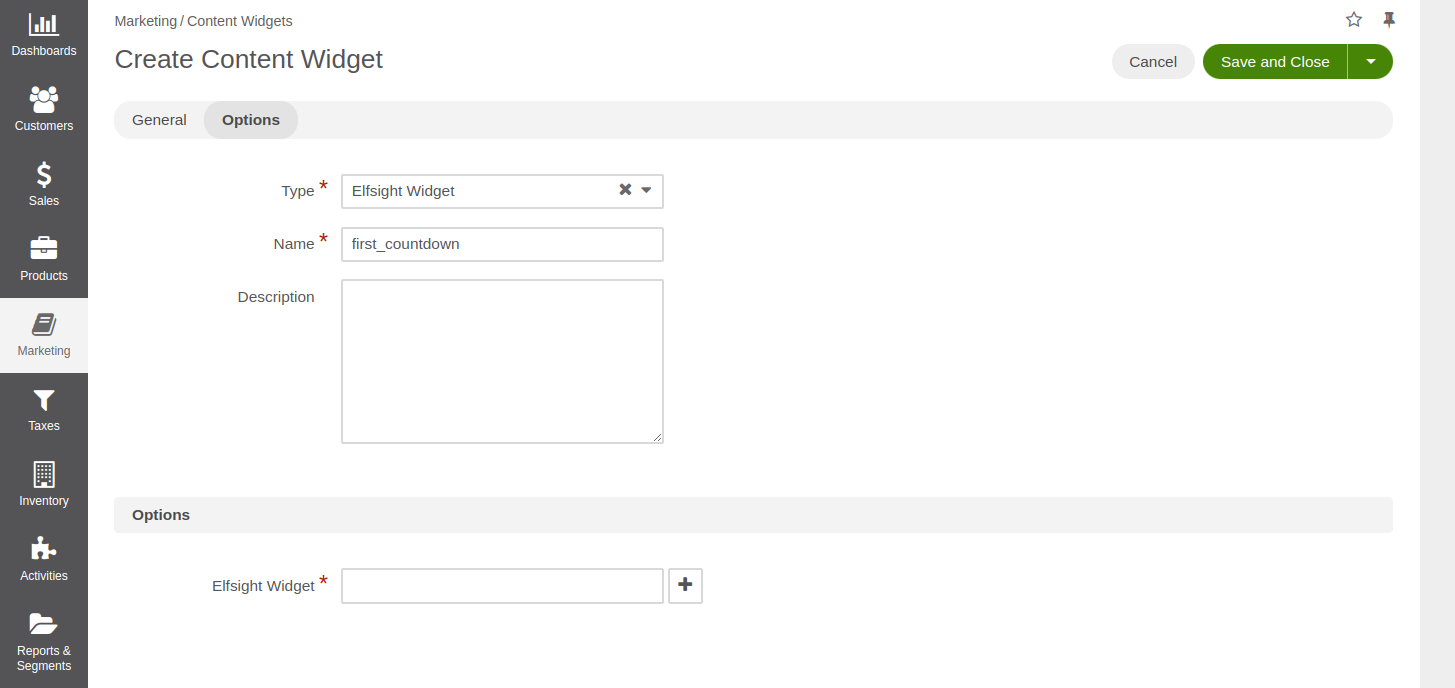 Dashboards
Customers
Sales
Products
Marketing
Taxes
Inventory
Activities
Reports &
Segments
Marketing / Content Widgets
Create Content Widget
Cancel
Save and Close
General
Options
Type *
Elfsight Widget
Name *
first_countdown
Description
Options
Elfsight Widget *